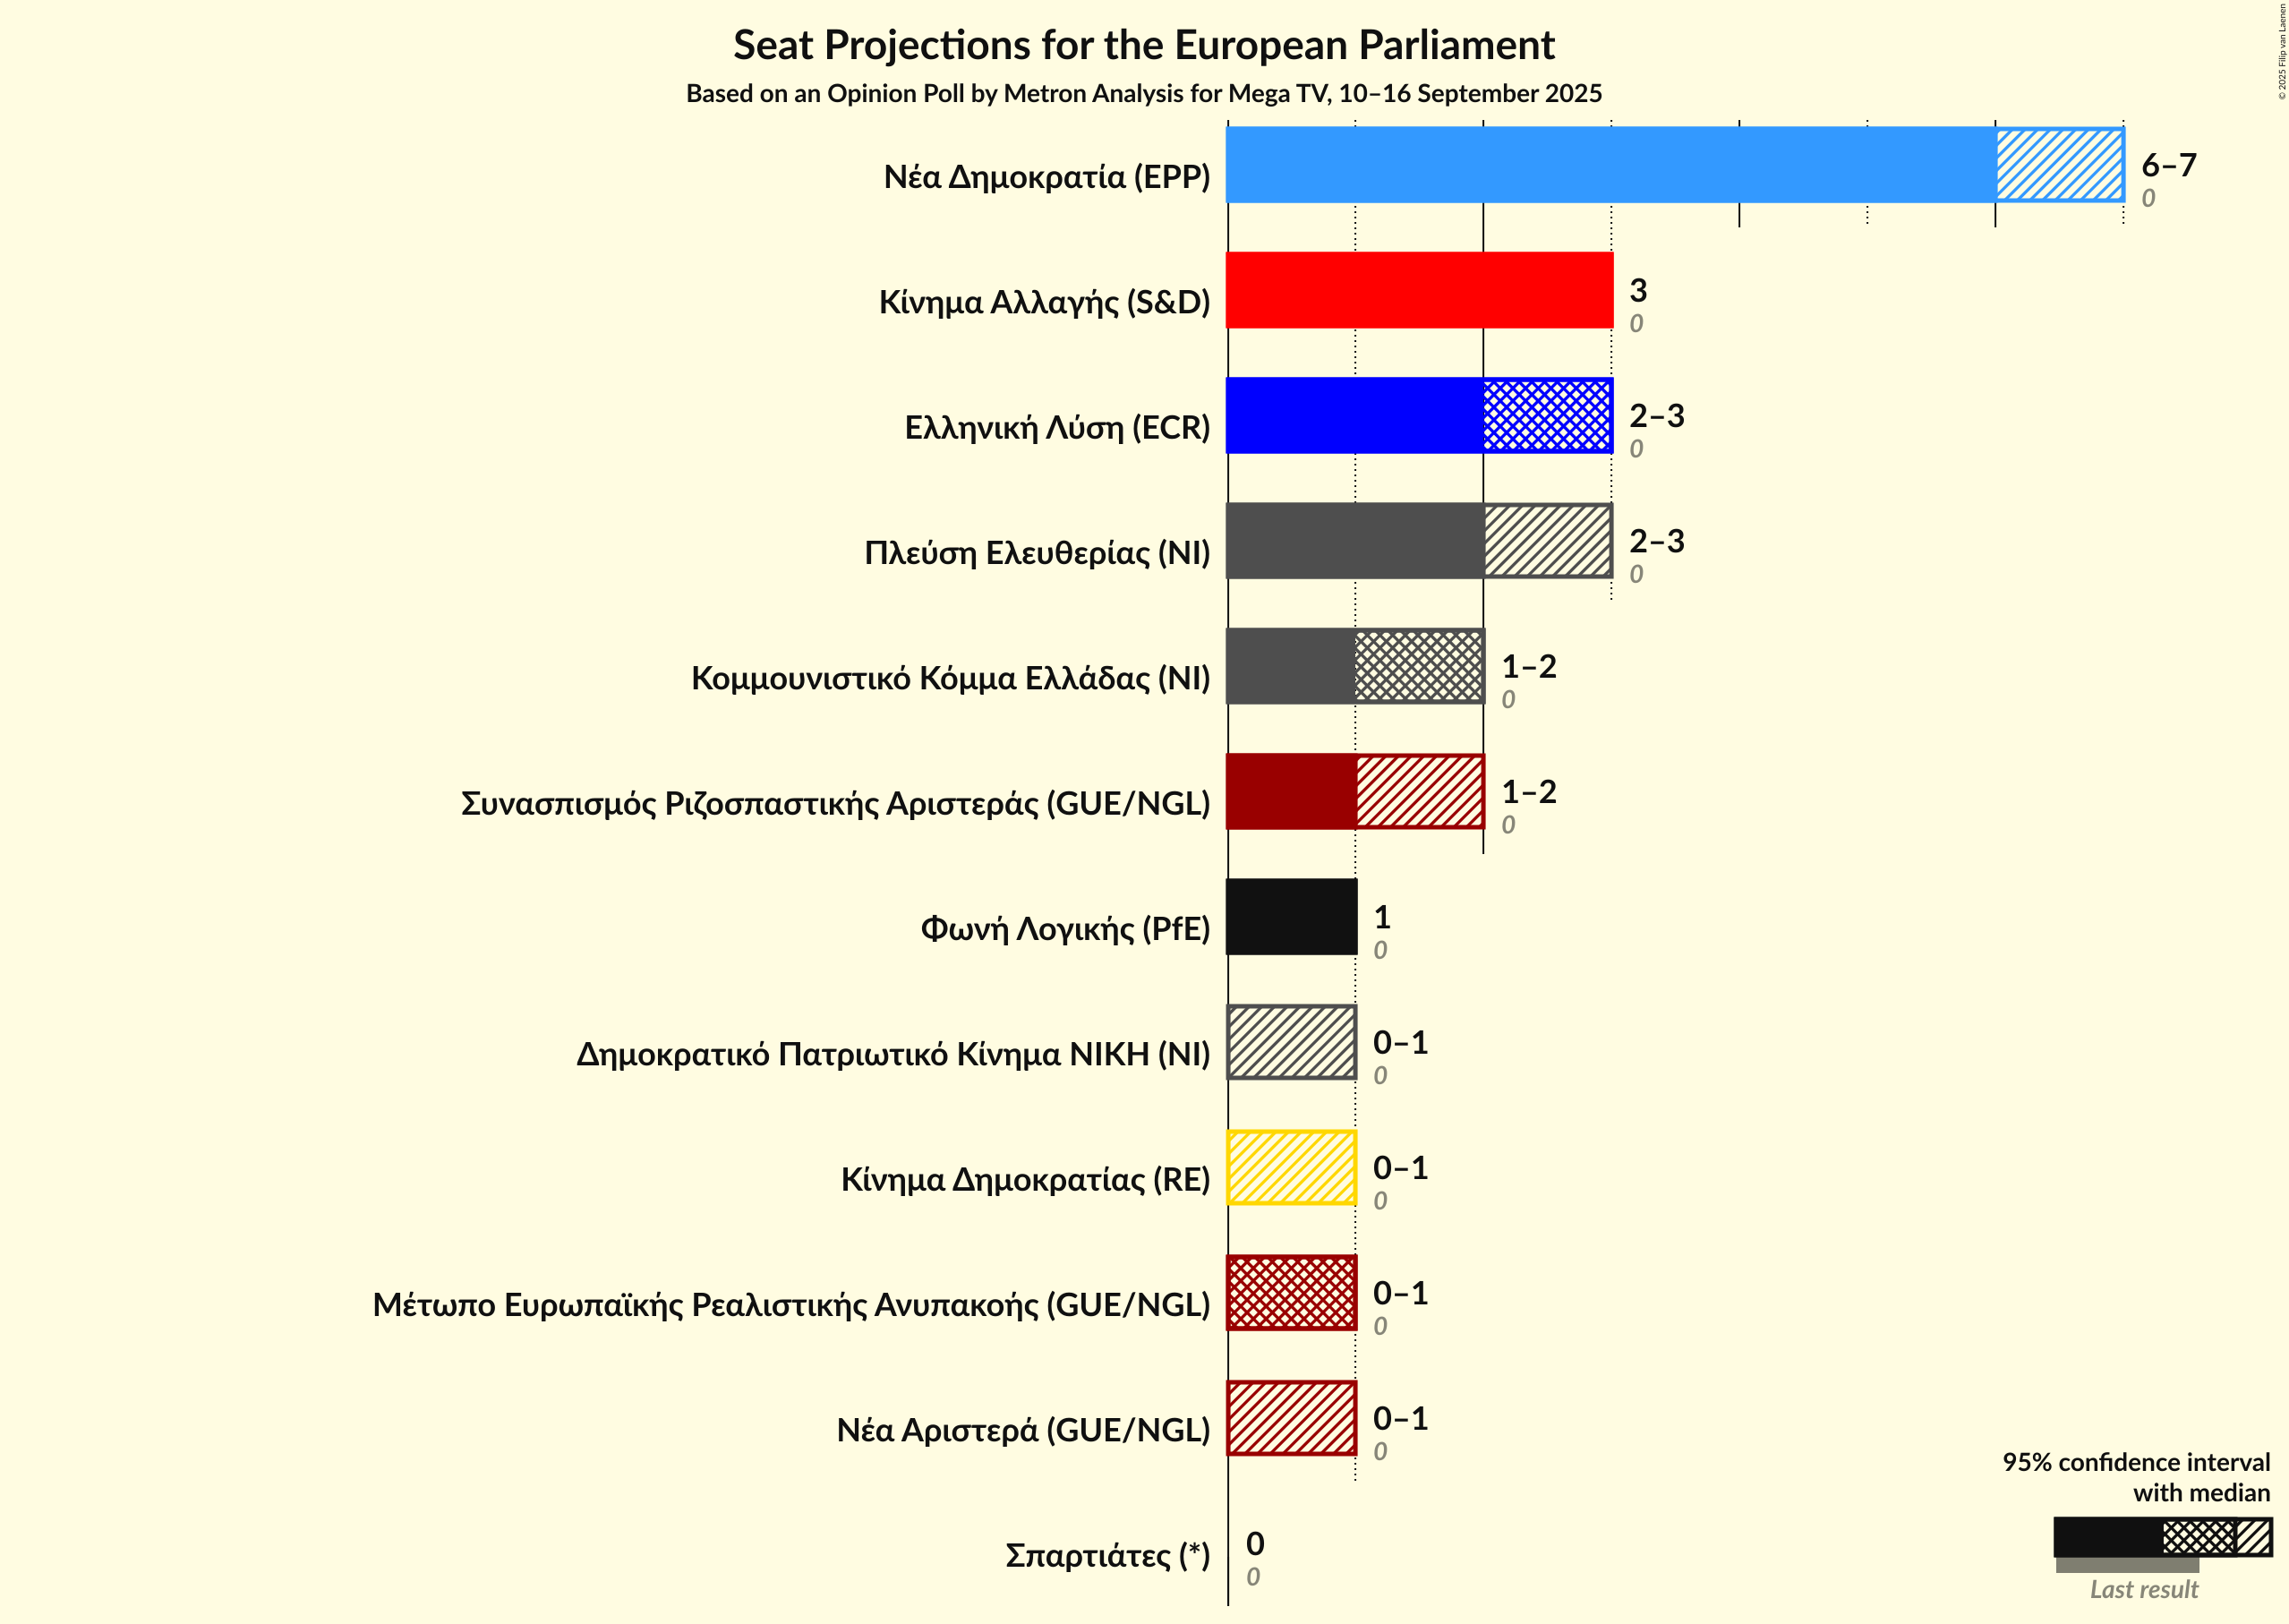 Seat Projections for the European Parliament
Based on an Opinion Poll by Metron Analysis for Mega TV, 10–16 September 2025
© 2025 Filip van Laenen
Νέα Δημοκρατία (EPP)
6–7
0
Κίνημα Αλλαγής (S&D)
3
0
Ελληνική Λύση (ECR)
2–3
0
Πλεύση Ελευθερίας (NI)
2–3
0
Κομμουνιστικό Κόμμα Ελλάδας (NI)
1–2
0
Συνασπισμός Ριζοσπαστικής Αριστεράς (GUE/NGL)
1–2
0
Φωνή Λογικής (PfE)
1
0
Δημοκρατικό Πατριωτικό Κίνημα ΝΙΚΗ (NI)
0–1
0
Κίνημα Δημοκρατίας (RE)
0–1
0
Μέτωπο Ευρωπαϊκής Ρεαλιστικής Ανυπακοής (GUE/NGL)
0–1
0
Νέα Αριστερά (GUE/NGL)
0–1
0
Σπαρτιάτες (*)
0
0
95% confidence interval
with median
Last result